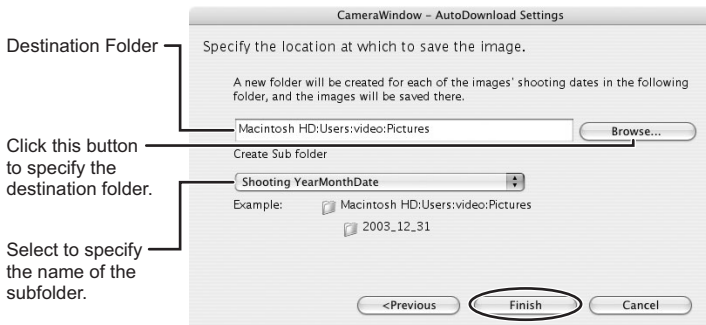 CameraWindow – AutoDownload Settings
Destination Folder
Specify the location at which to save the image.
A new folder will be created for each of the images' shooting dates in the following
folder, and the images will be saved there.
Macintosh HD:Users:video:Pictures
Browse...
Click this button
to specify the
destination folder.
Create Sub folder
Shooting YearMonthDate
Example:
Macintosh HD:Users:video:Pictures
2003_12_31
Select to specify
the name of the
subfolder.
<Previous
Finish
Cancel